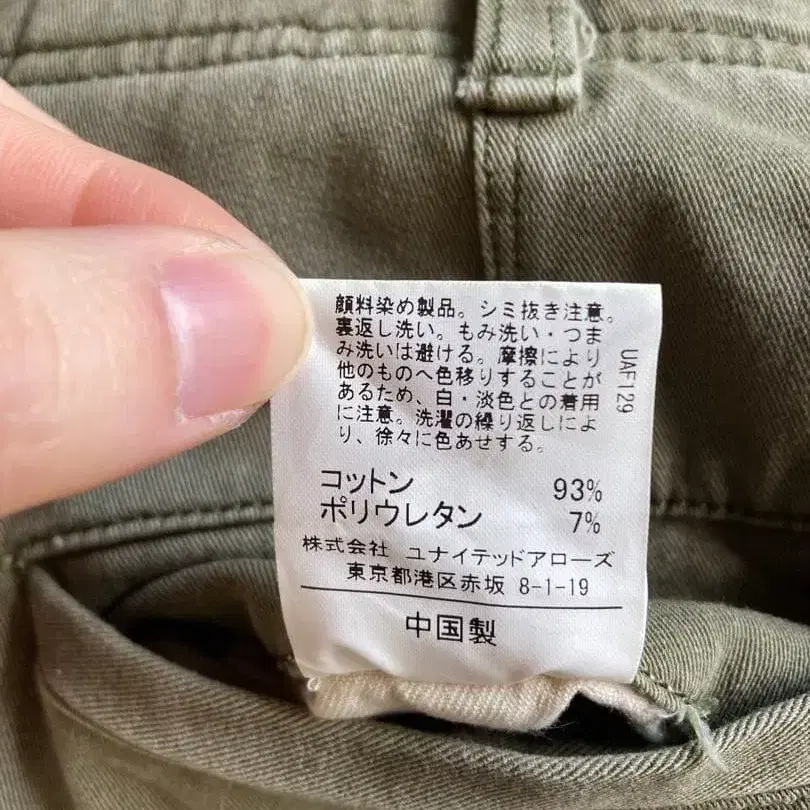 顔料染め製品。シミ抜き注意。
裏返し洗い。もみ洗い・つま
み洗いは避ける。摩擦により
他のものへ色移りすることが
あるため、白・淡色との着用
に注意。洗濯の繰り返しによ
り、徐々に色あせする。
UAF129
コットン 93%
ポリウレタン 7%
株式会社 ユナイテッドアローズ
東京都港区赤坂 8-1-19
中国製